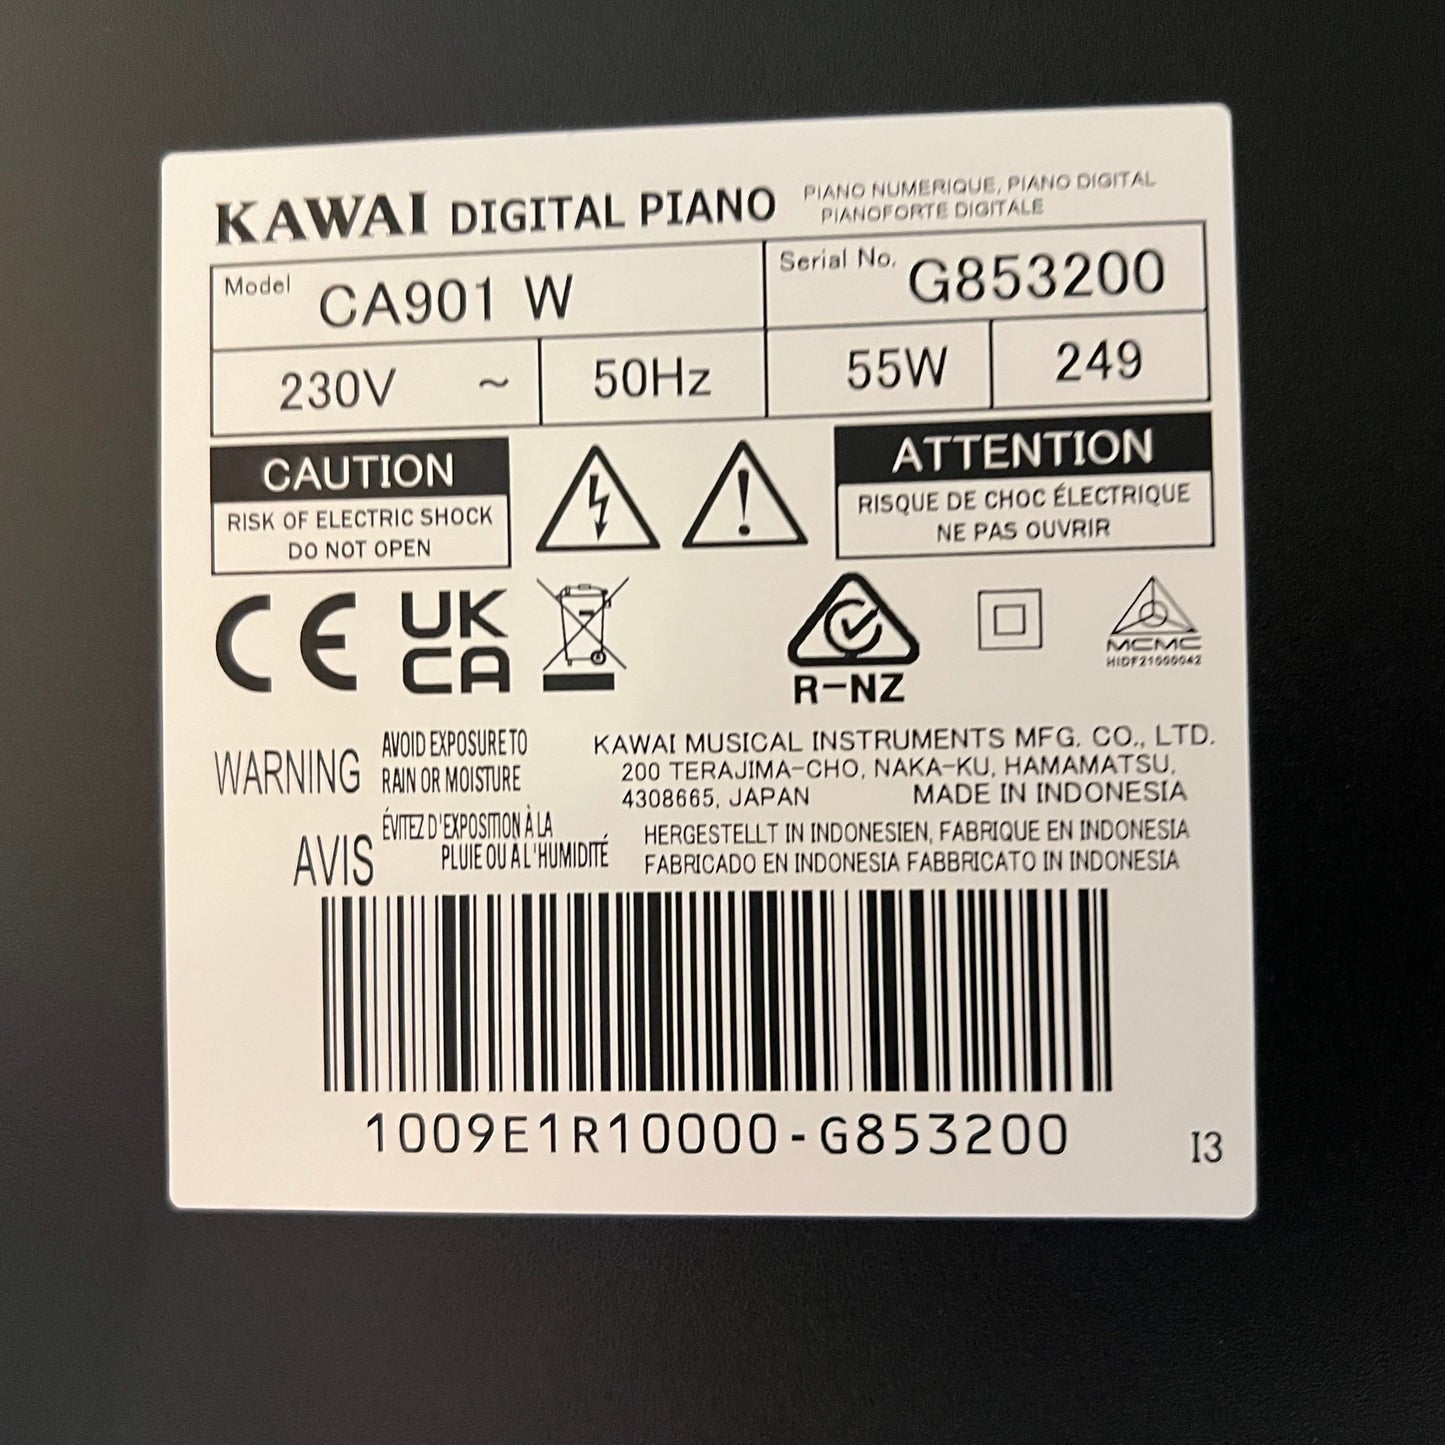 KAWAI DIGITAL PIANO
PIANO NUMERIQUE, PIANO DIGITAL
PIANOFORTE DIGITALE
Model CA901 W
Serial No. G853200
230V ~ 50Hz 55W 249
CAUTION
RISK OF ELECTRIC SHOCK
DO NOT OPEN
ATTENTION
RISQUE DE CHOC ÉLECTRIQUE
NE PAS OUVRIR
CE
UK
CA
R-NZ
MCMC
HIDF21000042
WARNING
AVOID EXPOSURE TO
RAIN OR MOISTURE
AVIS
ÉVITEZ D'EXPOSITION À LA
PLUIE OU A L'HUMIDITÉ
KAWAI MUSICAL INSTRUMENTS MFG. CO., LTD.
200 TERAJIMA-CHO, NAKA-KU, HAMAMATSU,
4308665, JAPAN MADE IN INDONESIA
HERGESTELLT IN INDONESIEN, FABRIQUE EN INDONESIA
FABRICADO EN INDONESIA FABBRICATO IN INDONESIA
1009E1R10000-G853200
I3